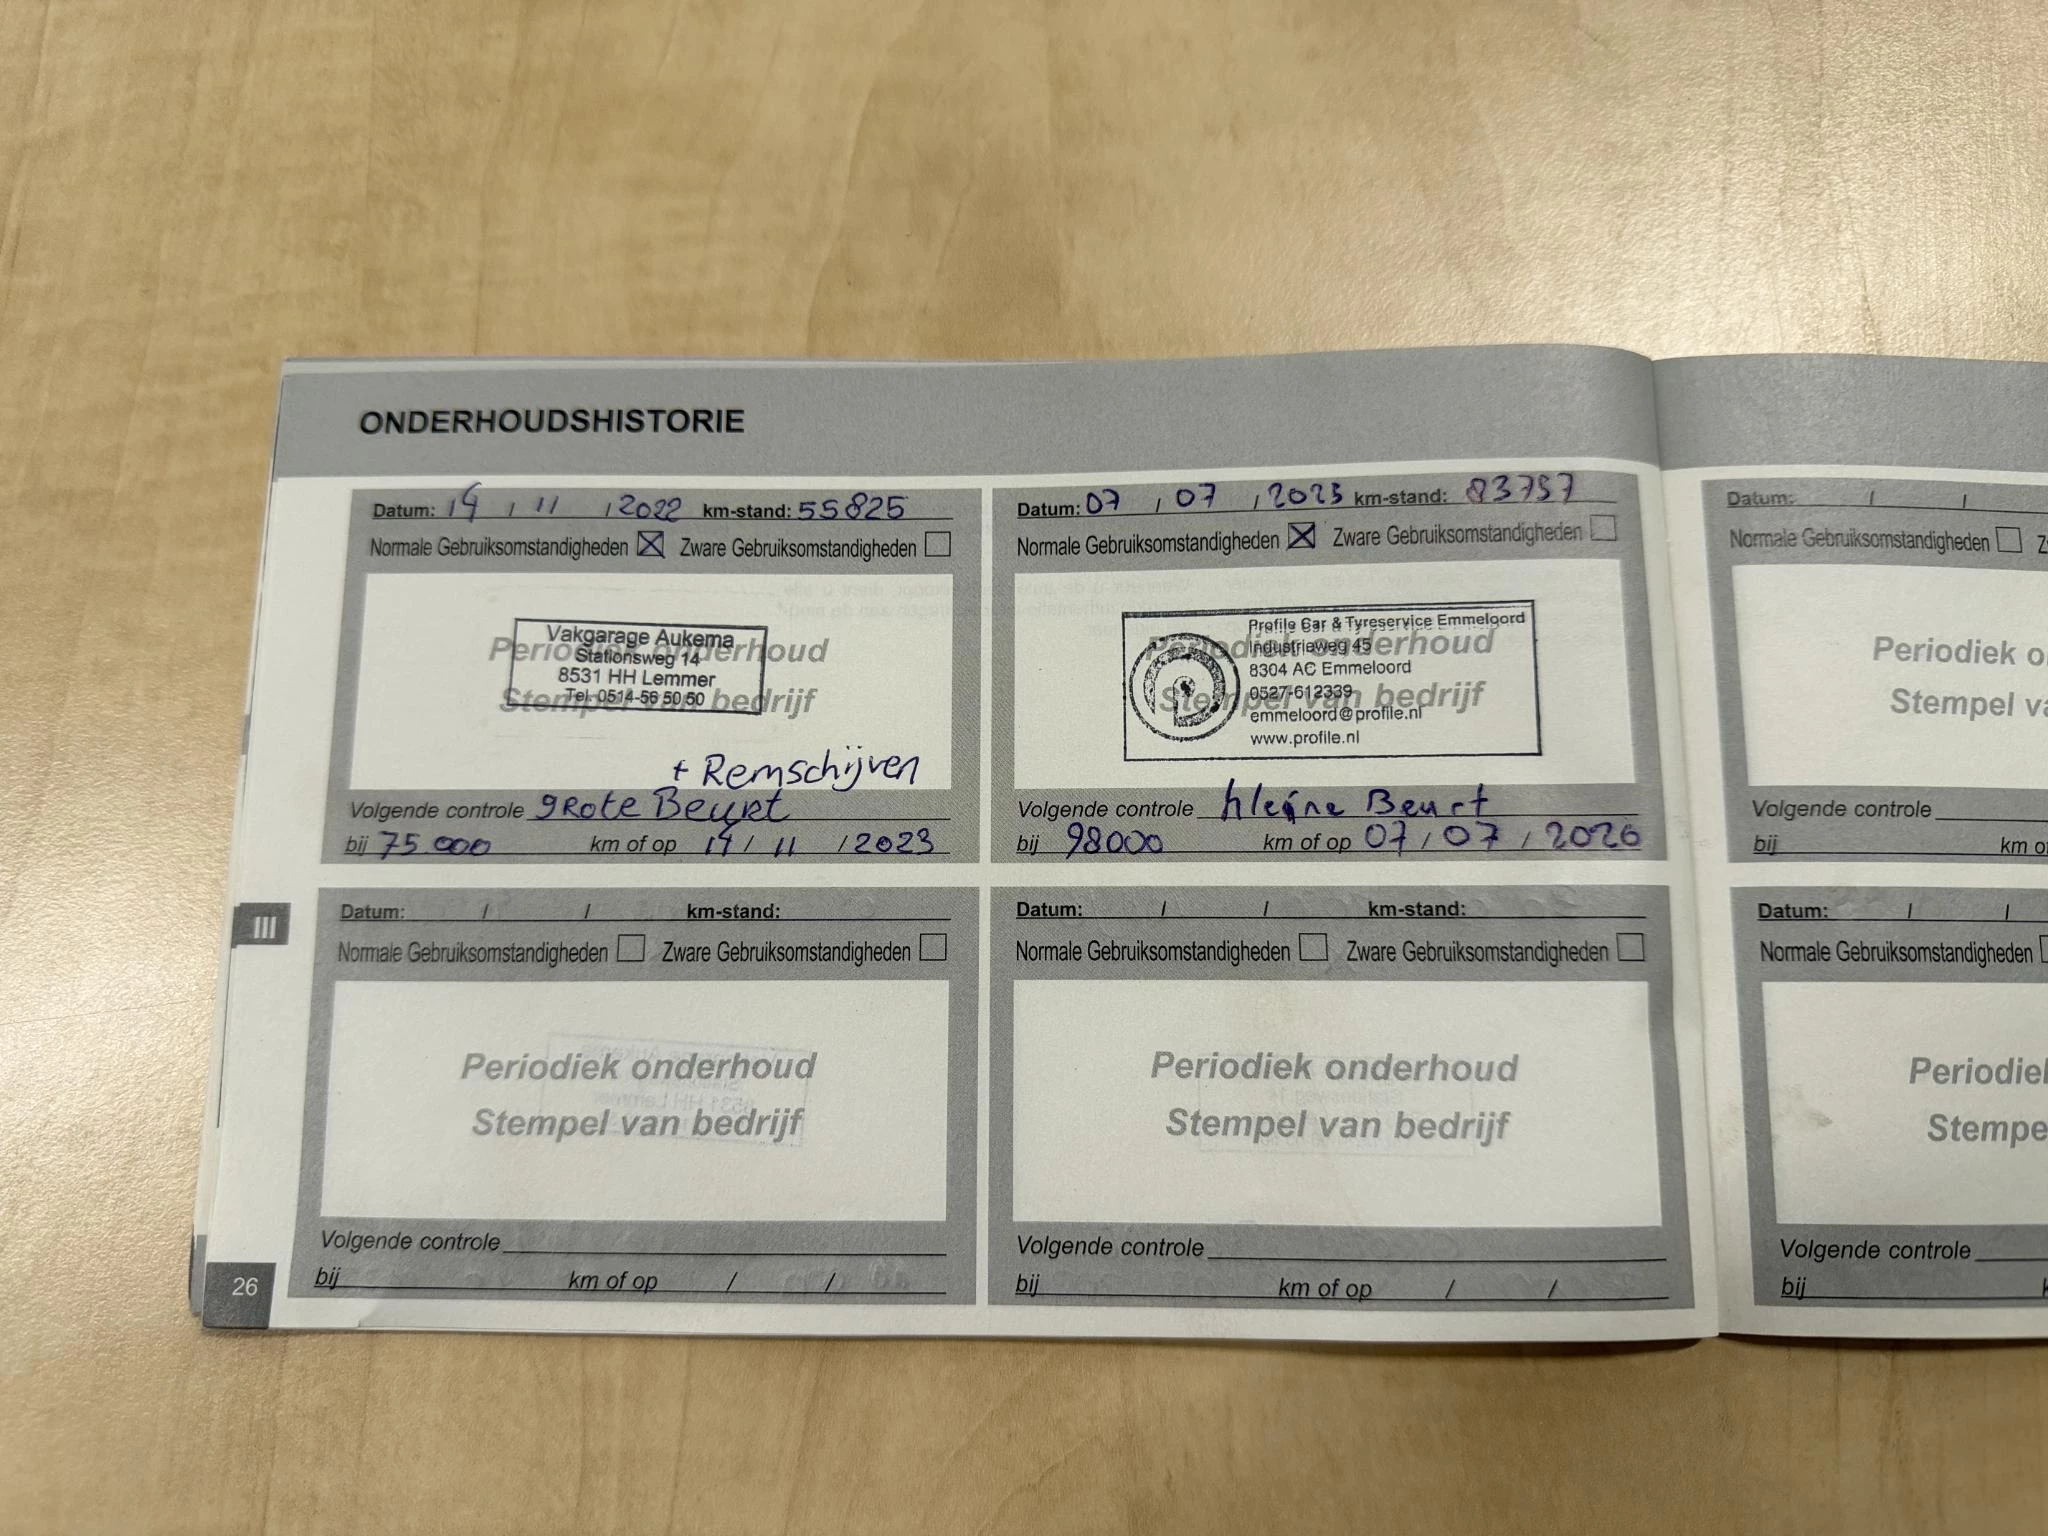 ONDERHOUDSHISTORIE
Datum: 14 / 11 / 2022 km-stand: 55825
Normale Gebruiksomstandigheden Zware Gebruiksomstandigheden
Periodiek onderhoud
Stempel van bedrijf
Vakgarage Aukema
Stationsweg 14
8531 HH Lemmer
Tel. 0514-56 50 50
+ Remschijven
Volgende controle grote Beurt
bij 75 000 km of op 14 / 11 / 2023
Datum: 07 / 07 / 2023 km-stand: 83757
Normale Gebruiksomstandigheden Zware Gebruiksomstandigheden
Periodiek onderhoud
Stempel van bedrijf
Profile Car & Tyreservice Emmeloord
Industrieweg 45
8304 AC Emmeloord
0527-612339
emmeloord@profile.nl
www.profile.nl
Volgende controle kleine Beurt
bij 98000 km of op 07 / 07 / 2026
Datum: / /
Normale Gebruiksomstandigheden
Periodiek
Stempel
Volgende controle
bij km
III
Datum: / / km-stand:
Normale Gebruiksomstandigheden Zware Gebruiksomstandigheden
Periodiek onderhoud
Stempel van bedrijf
Volgende controle
bij km of op / /
Datum: / / km-stand:
Normale Gebruiksomstandigheden Zware Gebruiksomstandigheden
Periodiek onderhoud
Stempel van bedrijf
Volgende controle
bij km of op / /
Datum: / /
Normale Gebruiksomstandigheden
Volgende controle
bij
26